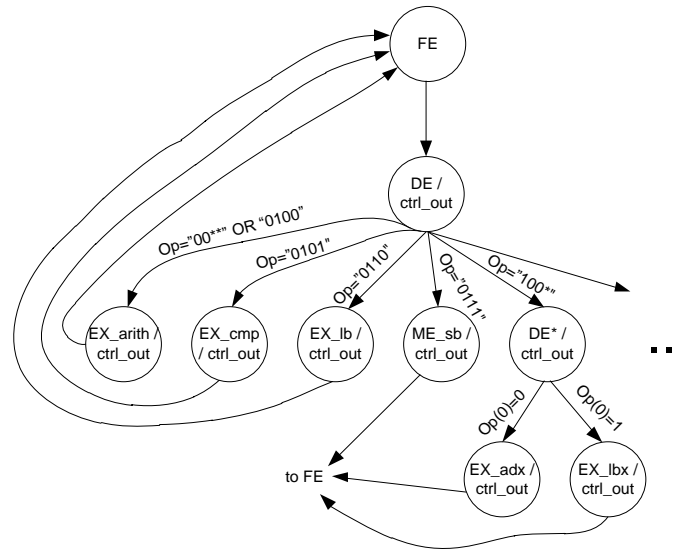 FE
DE /
ctrl_out
Op="00**" OR "0100"
Op="0101"
Op="0110"
Op="0111"
Op="100*"
EX_arith /
ctrl_out
EX_cmp
/ ctrl_out
EX_lb /
ctrl_out
ME_sb /
ctrl_out
DE* /
ctrl_out
..
Op(0)=0
Op(0)=1
to FE
EX_adx /
ctrl_out
EX_lbx /
ctrl_out